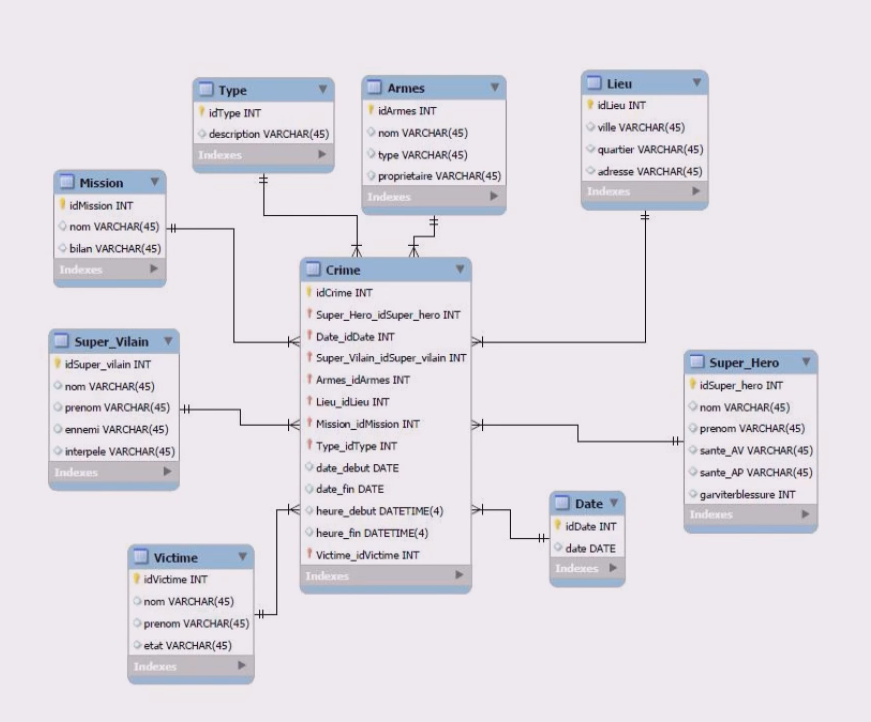 Type
idType INT
description VARCHAR(45)
Indexes
Armes
idArmes INT
nom VARCHAR(45)
type VARCHAR(45)
proprietaire VARCHAR(45)
Indexes
Lieu
idLieu INT
ville VARCHAR(45)
quartier VARCHAR(45)
adresse VARCHAR(45)
Indexes
Mission
idMission INT
nom VARCHAR(45)
bilan VARCHAR(45)
Indexes
Crime
idCrime INT
Super_Hero_idSuper_hero INT
Date_idDate INT
Super_Vilain_idSuper_vilain INT
Armes_idArmes INT
Lieu_idLieu INT
Mission_idMission INT
Type_idType INT
date_debut DATE
date_fin DATE
heure_debut DATETIME(4)
heure_fin DATETIME(4)
Victime_idVictime INT
Indexes
Super_Vilain
idSuper_vilain INT
nom VARCHAR(45)
prenom VARCHAR(45)
ennemi VARCHAR(45)
interpele VARCHAR(45)
Indexes
Super_Hero
idSuper_hero INT
nom VARCHAR(45)
prenom VARCHAR(45)
sante_AV VARCHAR(45)
sante_AP VARCHAR(45)
garviterblessure INT
Indexes
Date
idDate INT
date DATE
Indexes
Victime
idVictime INT
nom VARCHAR(45)
prenom VARCHAR(45)
etat VARCHAR(45)
Indexes